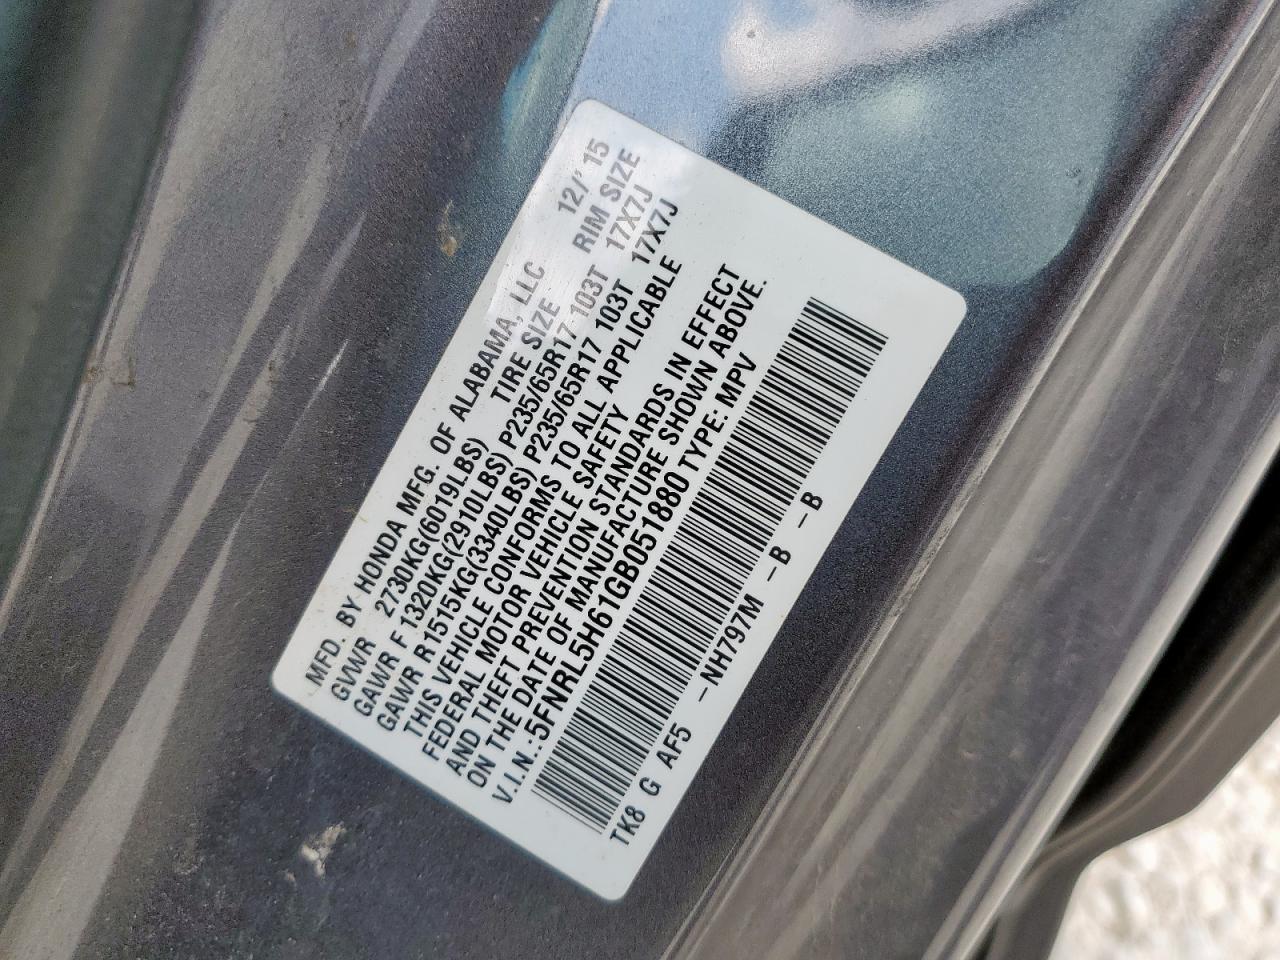 MFD. BY HONDA MFG. OF ALABAMA, LLC 12/' 15
GVWR 2730KG(6019LBS) TIRE SIZE RIM SIZE
GAWR F 1320KG(2910LBS) P235/65R17 103T 17X7J
GAWR R 1515KG(3340LBS) P235/65R17 103T 17X7J
THIS VEHICLE CONFORMS TO ALL APPLICABLE
FEDERAL MOTOR VEHICLE SAFETY
AND THEFT PREVENTION STANDARDS IN EFFECT
ON THE DATE OF MANUFACTURE SHOWN ABOVE.
V.I.N.: 5FNRL5H61GB051880 TYPE: MPV
TK8 G AF5 -NH797M -B -B